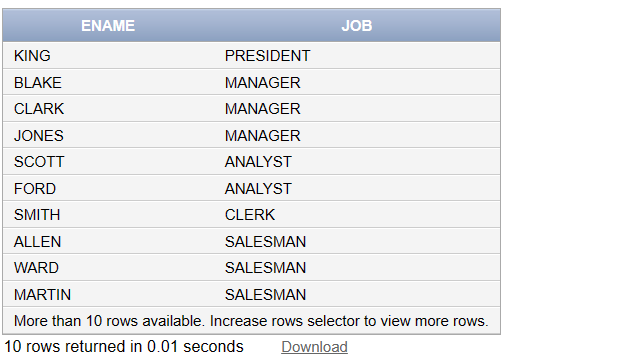 ENAME JOB
KING PRESIDENT
BLAKE MANAGER
CLARK MANAGER
JONES MANAGER
SCOTT ANALYST
FORD ANALYST
SMITH CLERK
ALLEN SALESMAN
WARD SALESMAN
MARTIN SALESMAN
More than 10 rows available. Increase rows selector to view more rows.
10 rows returned in 0.01 seconds Download